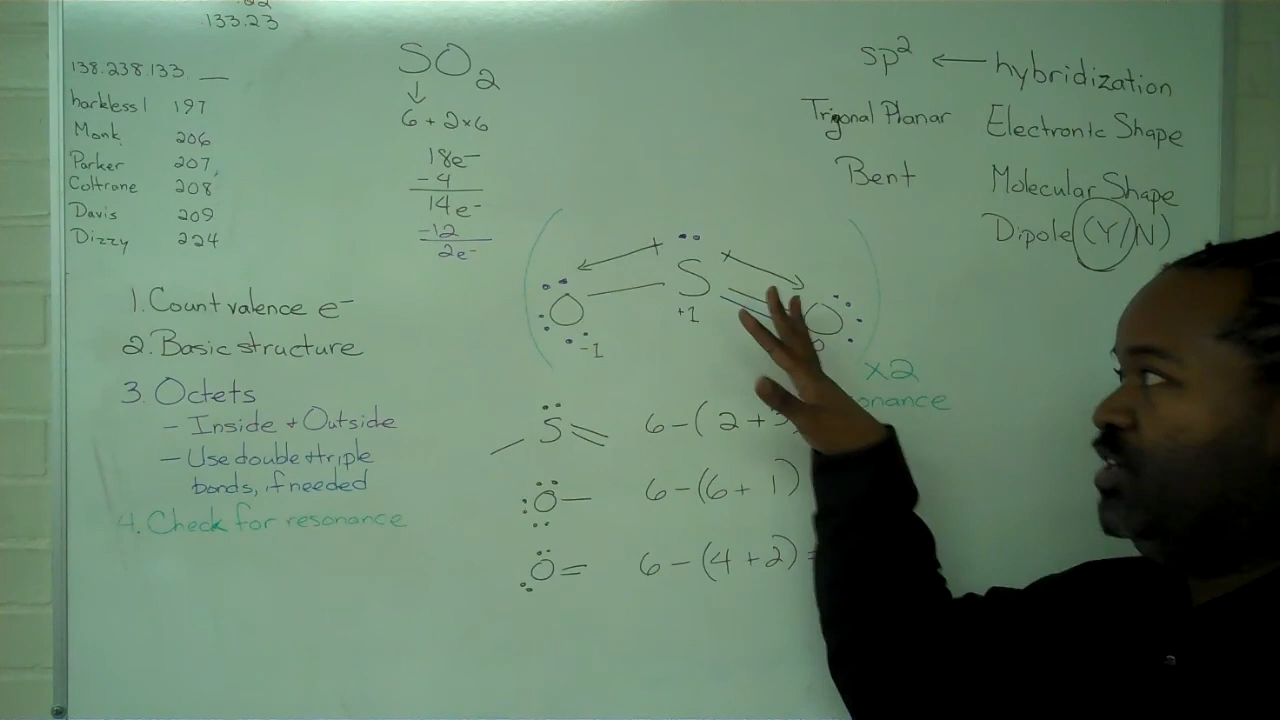 .133.23
138.238.133. __
harkless1 197
Monk 206
Parker 207,
Coltrane 208
Davis 209
Dizzy 224
SO₂
↓
6 + 2×6
18e⁻
-4
14e⁻
-12
2e⁻
sp² ← hybridization
Trigonal Planar Electronic Shape
Bent Molecular Shape
Dipole (Y/N)
1. Count valence e⁻
2. Basic structure
3. Octets
- Inside + Outside
- Use double + triple
bonds, if needed
4. Check for resonance
S
O O
+1
-1
x2
onance
S 6-(2+3)
O 6-(6+1)
O 6-(4+2)=